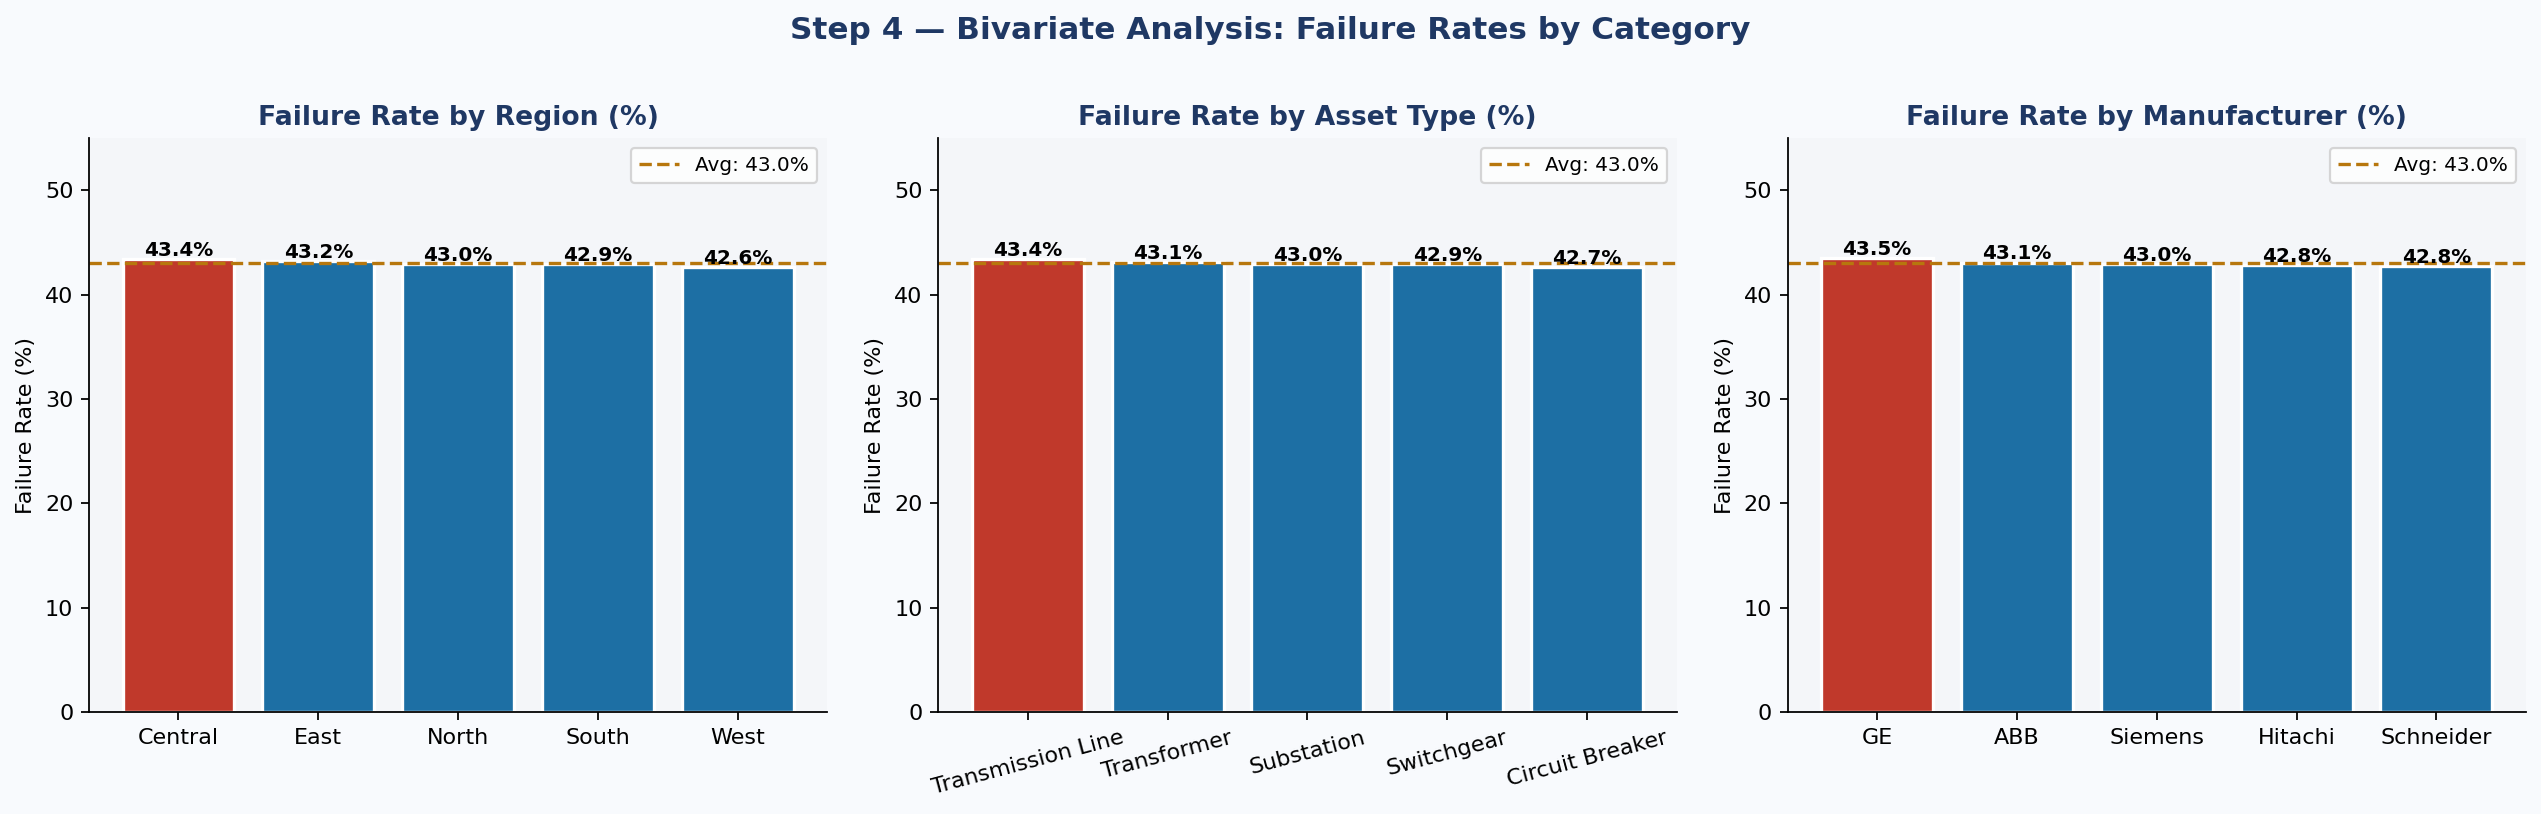 Step 4 — Bivariate Analysis: Failure Rates by Category
Failure Rate by Region (%)
Avg: 43.0%
Failure Rate (%)
50
40
30
20
10
0
43.4%
43.2%
43.0%
42.9%
42.6%
Central
East
North
South
West
Failure Rate by Asset Type (%)
Avg: 43.0%
Failure Rate (%)
50
40
30
20
10
0
43.4%
43.1%
43.0%
42.9%
42.7%
Transmission Line
Transformer
Substation
Switchgear
Circuit Breaker
Failure Rate by Manufacturer (%)
Avg: 43.0%
Failure Rate (%)
50
40
30
20
10
0
43.5%
43.1%
43.0%
42.8%
42.8%
GE
ABB
Siemens
Hitachi
Schneider